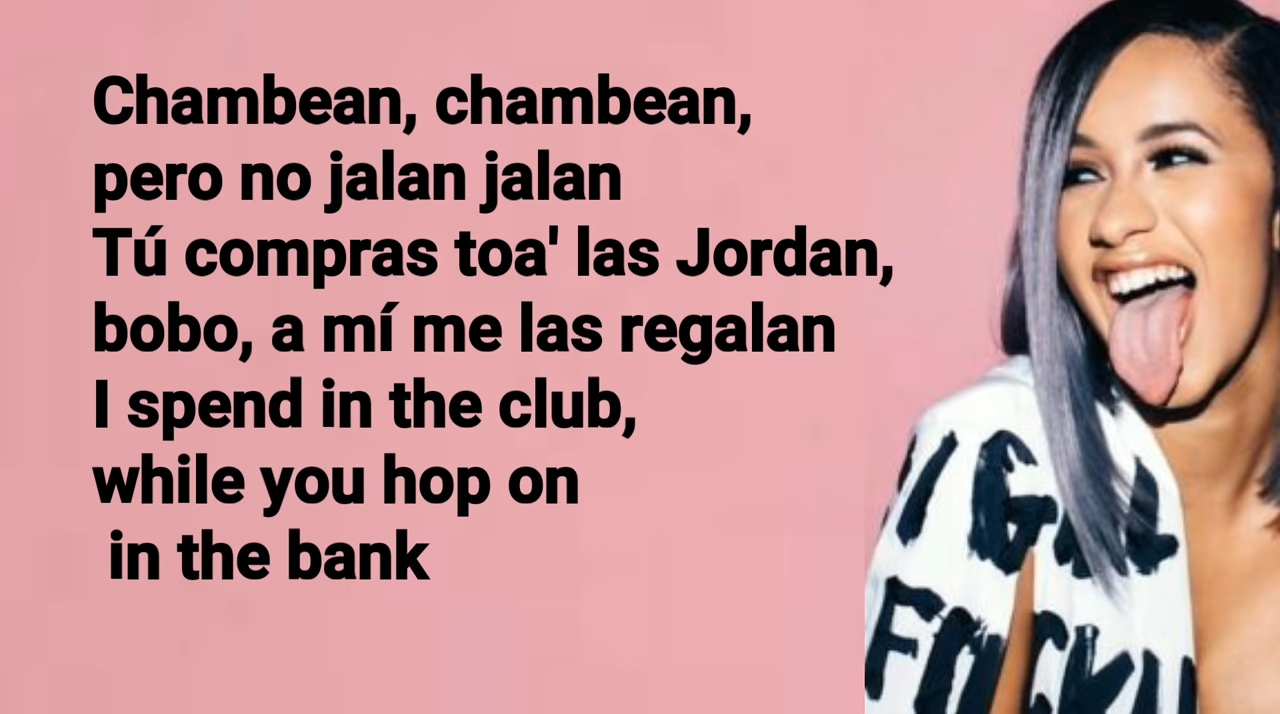 Chambean, chambean,
pero no jalan jalan
Tú compras toa' las Jordan,
bobo, a mí me las regalan
I spend in the club,
while you hop on
in the bank